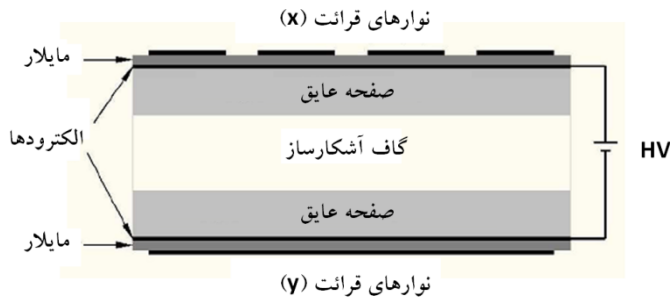 نوارهای قرائت (x)
مایلار
صفحه عایق
الکترودها
گاف آشکارساز
HV
صفحه عایق
مایلار
نوارهای قرائت (y)